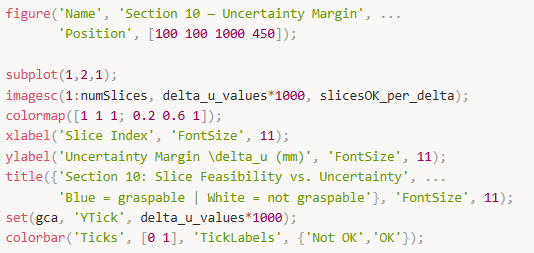 figure('Name', 'Section 10 – Uncertainty Margin', ...
'Position', [100 100 1000 450]);
subplot(1,2,1);
imagesc(1:numSlices, delta_u_values*1000, slicesOK_per_delta);
colormap([1 1 1; 0.2 0.6 1]);
xlabel('Slice Index', 'FontSize', 11);
ylabel('Uncertainty Margin \delta_u (mm)', 'FontSize', 11);
title({'Section 10: Slice Feasibility vs. Uncertainty', ...
'Blue = graspable | White = not graspable'}, 'FontSize', 11);
set(gca, 'YTick', delta_u_values*1000);
colorbar('Ticks', [0 1], 'TickLabels', {'Not OK','OK'});